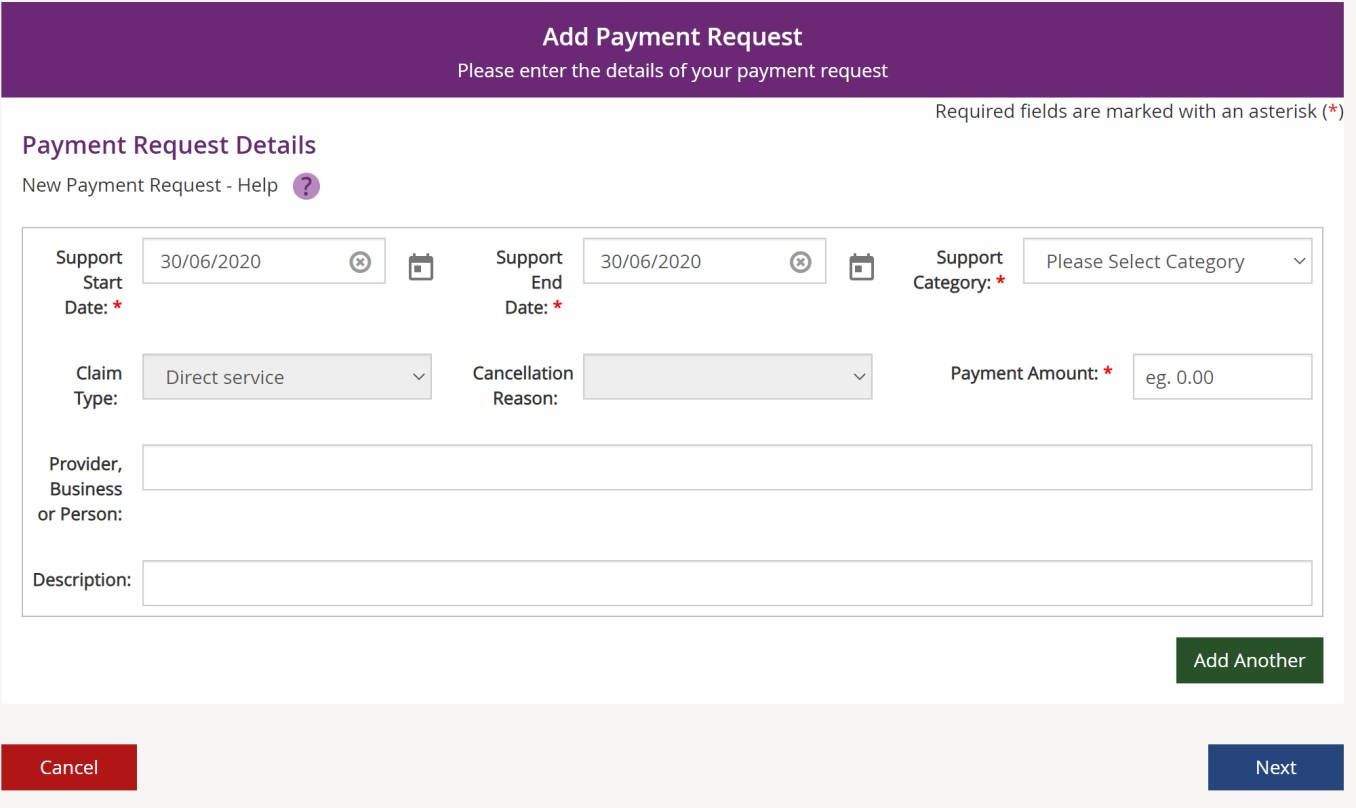 Add Payment Request
Please enter the details of your payment request
Required fields are marked with an asterisk (*)
Payment Request Details
New Payment Request - Help ?
Support
Start
Date: *
30/06/2020
Support
End
Date: *
30/06/2020
Support
Category: *
Please Select Category
Claim
Type:
Direct service
Cancellation
Reason:
Payment Amount: *
eg. 0.00
Provider,
Business
or Person:
Description:
Add Another
Cancel
Next